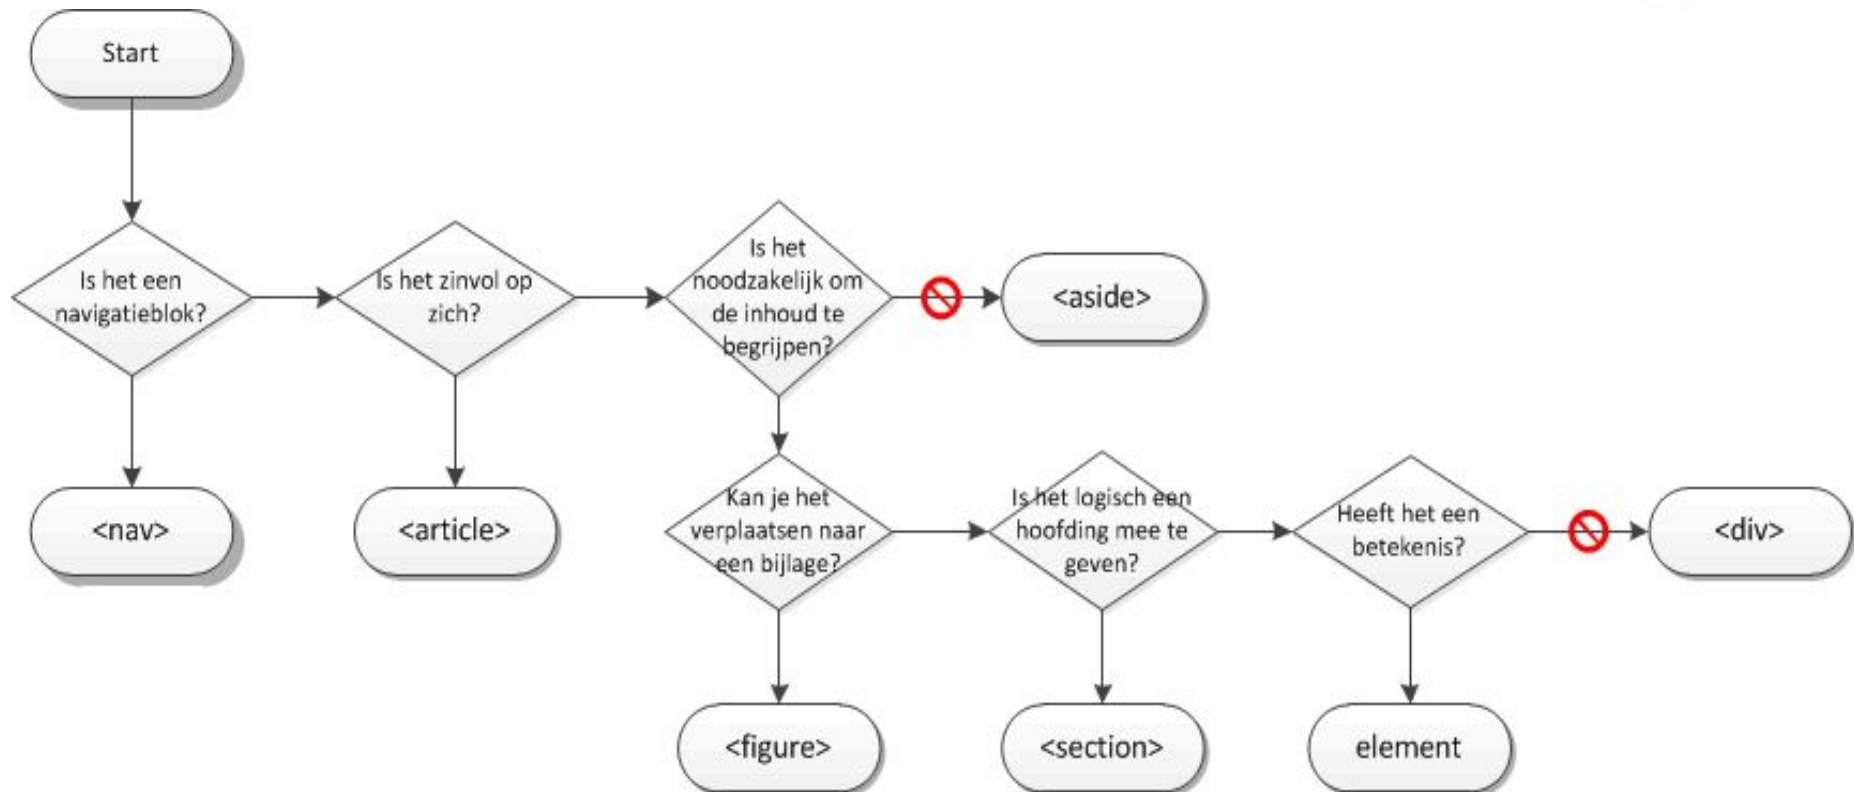 Start
Is het een
navigatieblok?
Is het zinvol op
zich?
Is het
noodzakelijk om
de inhoud te
begrijpen?
<aside>
<nav>
<article>
Kan je het
verplaatsen naar
een bijlage?
Is het logisch een
hoofding mee te
geven?
Heeft het een
betekenis?
<div>
<figure>
<section>
element